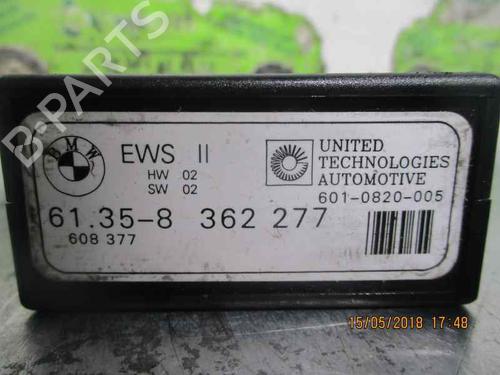 B-PARTS
BMW
EWS II
HW 02
SW 02
UNITED
TECHNOLOGIES
AUTOMOTIVE
601-0820-005
61.35-8 362 277
608 377
15/05/2018 17:48